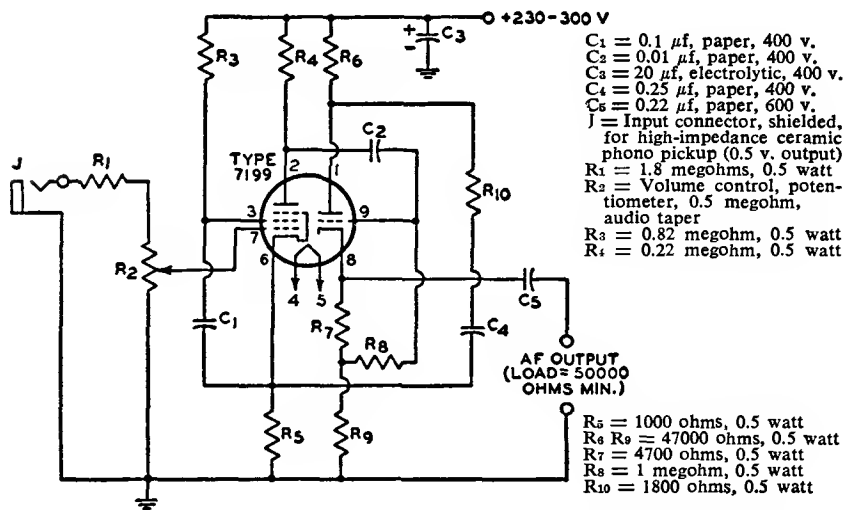 +230-300 V
C3
+
-
R3
R4
R6
C2
TYPE
7199
2
1
J
R1
R10
3
7
9
R2
6
8
4
5
C1
C5
R7
C4
R8
AF OUTPUT
(LOAD=50000
OHMS MIN.)
R5
R9
C1 = 0.1 µf, paper, 400 v.
C2 = 0.01 µf, paper, 400 v.
C3 = 20 µf, electrolytic, 400 v.
C4 = 0.25 µf, paper, 400 v.
C5 = 0.22 µf, paper, 600 v.
J = Input connector, shielded,
for high-impedance ceramic
phono pickup (0.5 v. output)
R1 = 1.8 megohms, 0.5 watt
R2 = Volume control, poten-
tiometer, 0.5 megohm,
audio taper
R3 = 0.82 megohm, 0.5 watt
R4 = 0.22 megohm, 0.5 watt
R5 = 1000 ohms, 0.5 watt
R6 R9 = 47000 ohms, 0.5 watt
R7 = 4700 ohms, 0.5 watt
R8 = 1 megohm, 0.5 watt
R10 = 1800 ohms, 0.5 watt